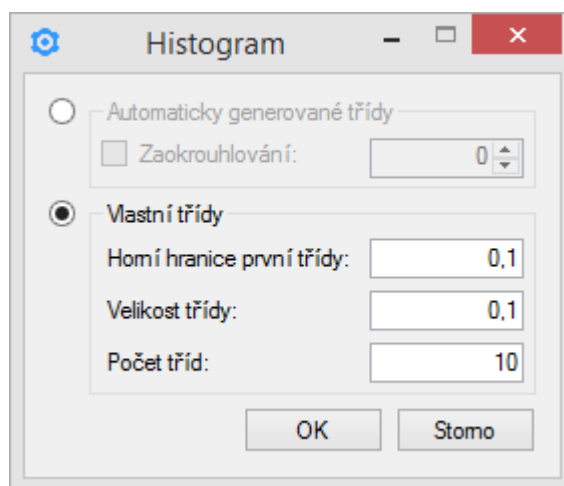 Histogram
Automaticky generované třídy
Zaokrouhlování: 0
Vlastní třídy
Horní hranice první třídy: 0,1
Velikost třídy: 0,1
Počet tříd: 10
OK Storno